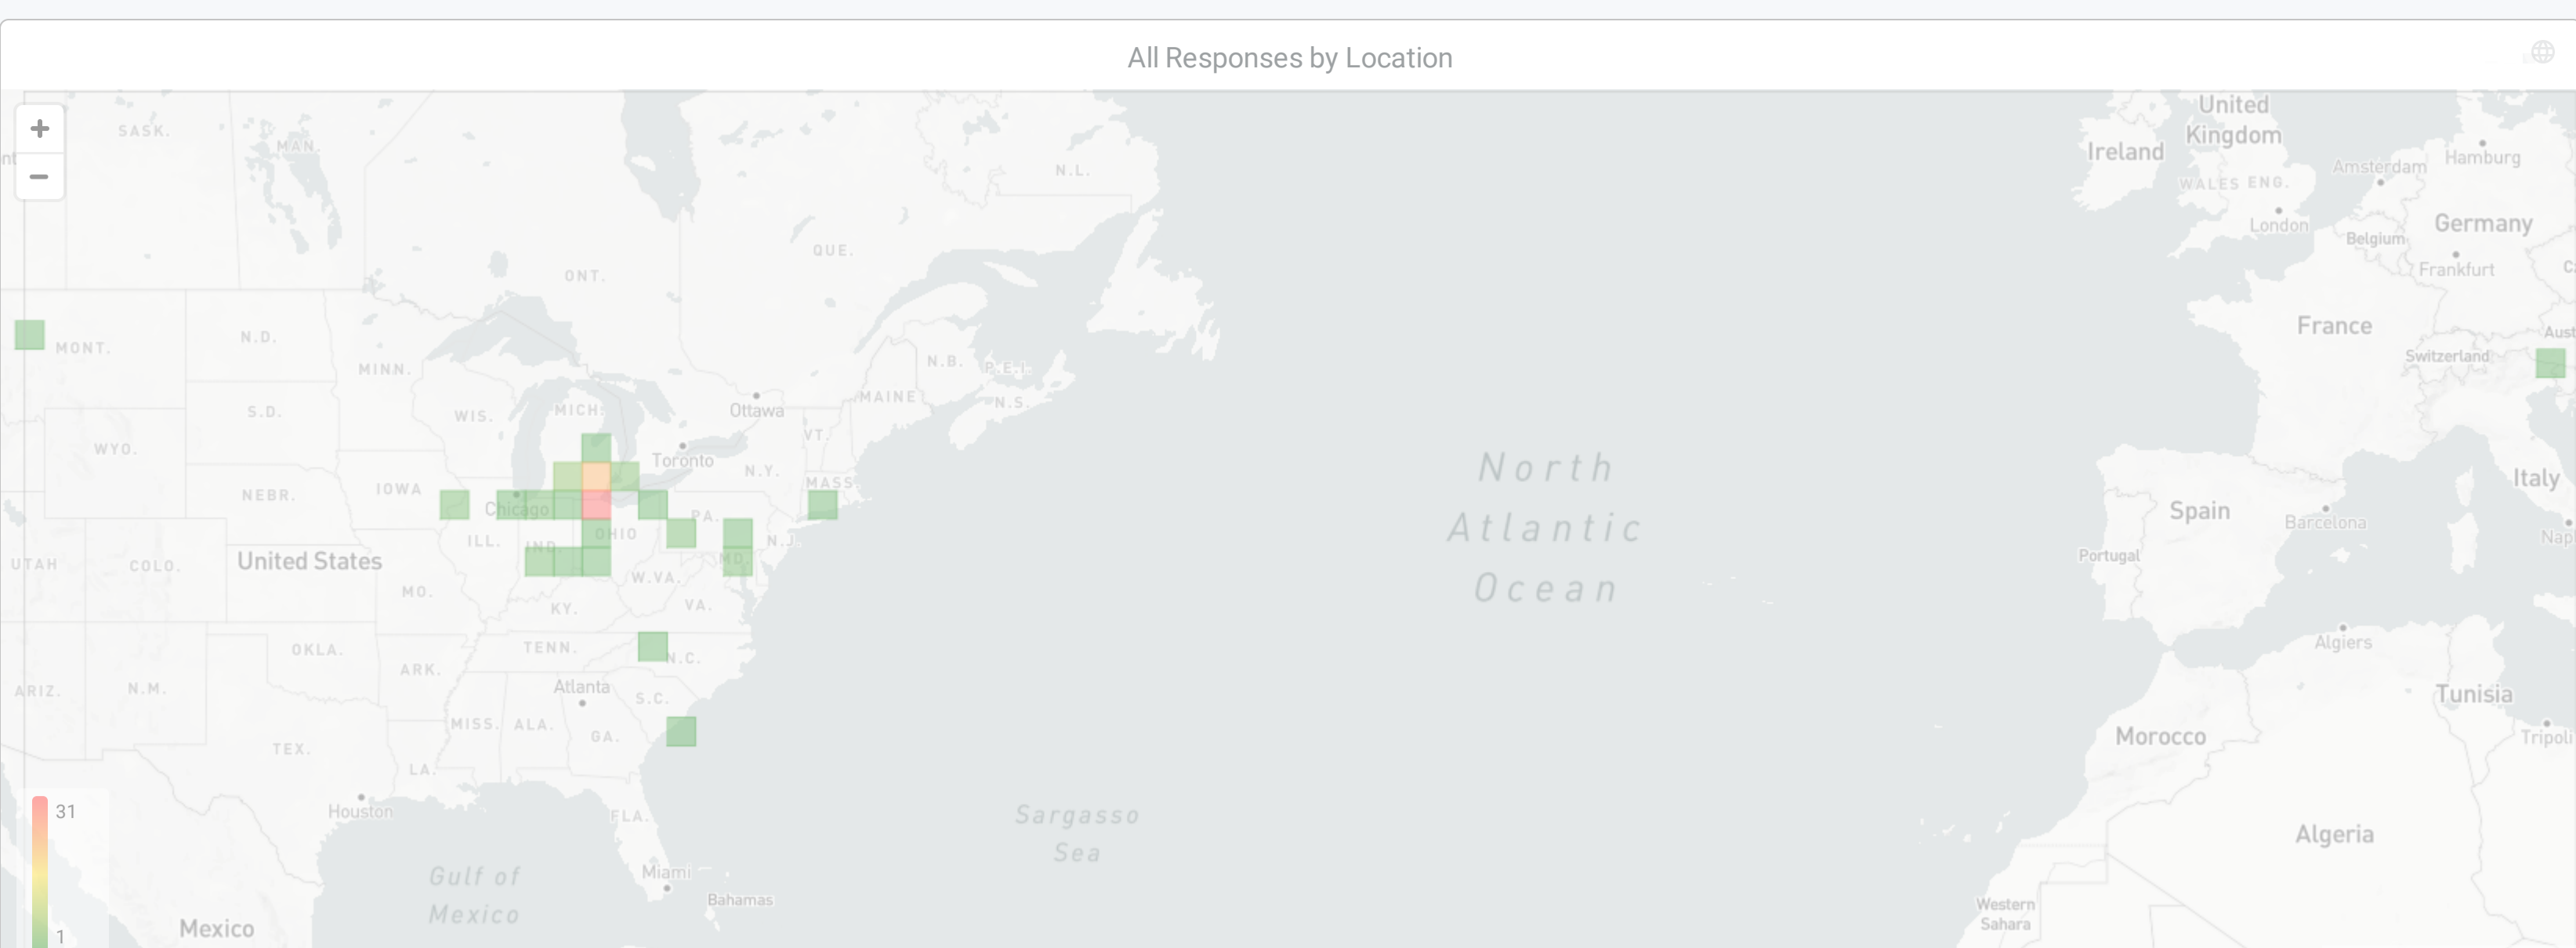 All Responses by Location
+
−
SASK.
MAN.
N.L.
ONT.
QUE.
MONT.
N.D.
MINN.
N.B.
P.E.I.
MAINE
N.S.
S.D.
WIS.
MICH.
Ottawa
VT.
WYO.
Toronto
N.Y.
MASS.
NEBR.
IOWA
Chicago
PA.
ILL.
IND.
OHIO
N.J.
MD.
UTAH
COLO.
United States
W.VA.
MO.
KY.
VA.
TENN.
N.C.
OKLA.
ARK.
ARIZ.
N.M.
Atlanta
S.C.
MISS.
ALA.
GA.
TEX.
LA.
Houston
FLA.
Miami
Bahamas
Gulf of
Mexico
Mexico
31
1
North
Atlantic
Ocean
Sargasso
Sea
United
Kingdom
Ireland
WALES
ENG.
London
Amsterdam
Hamburg
Germany
Belgium
Frankfurt
France
Aust
Switzerland
Italy
Spain
Barcelona
Nap
Portugal
Algiers
Tunisia
Morocco
Tripoli
Algeria
Western
Sahara